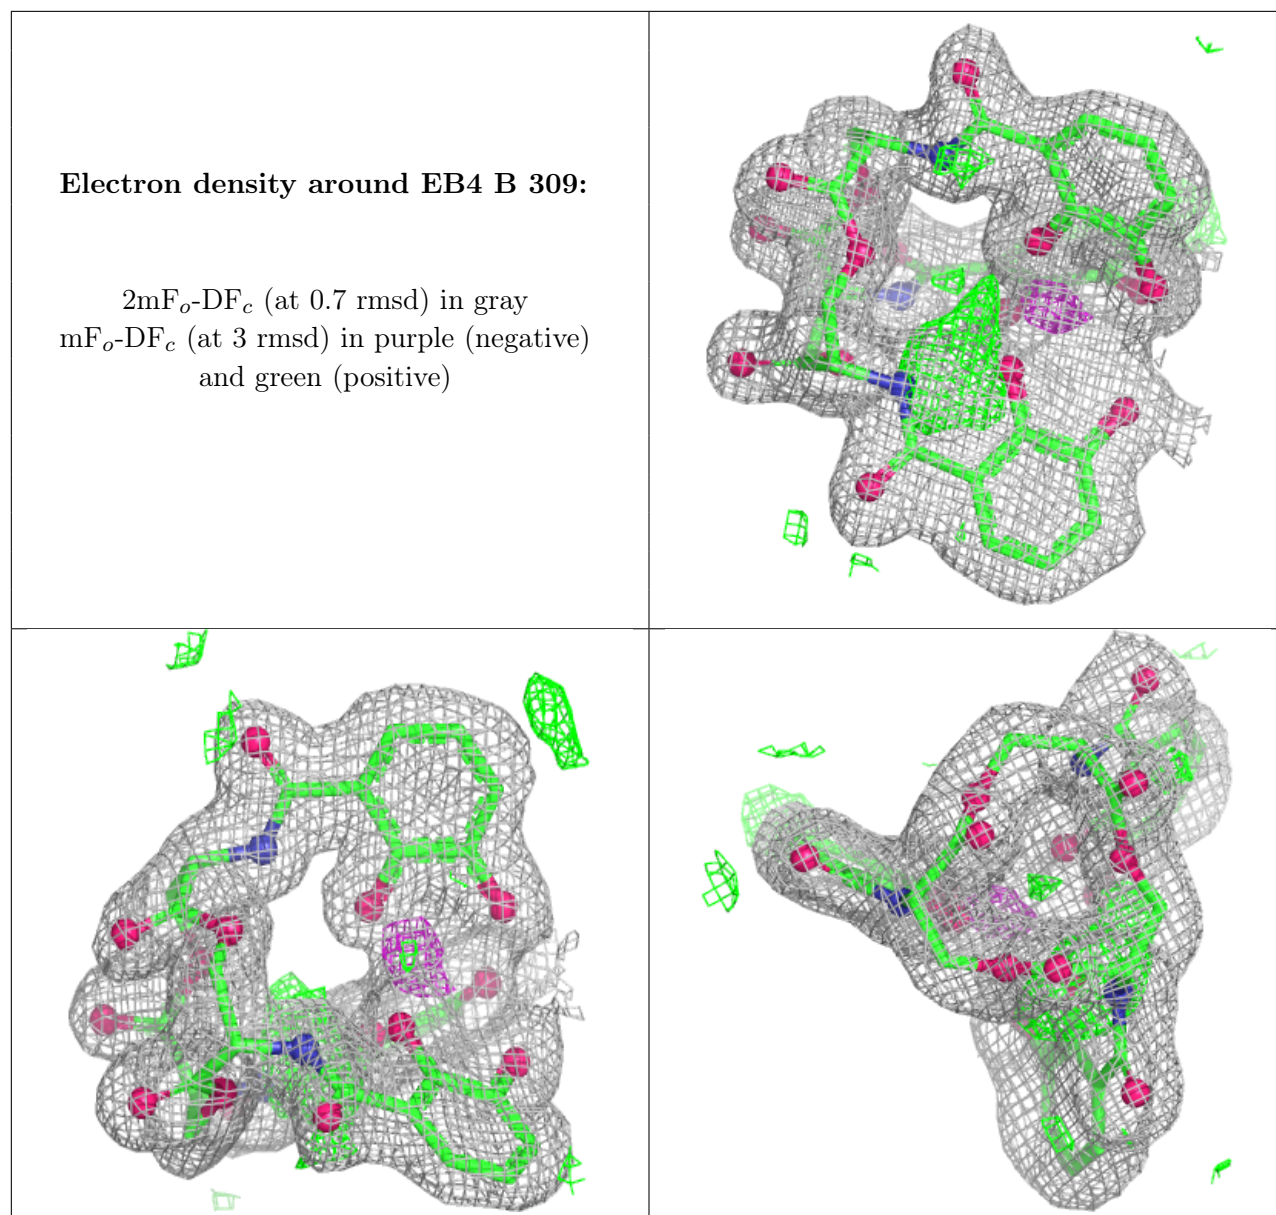 Electron density around EB4 B 309:
2mFo-DFc (at 0.7 rmsd) in gray
mFo-DFc (at 3 rmsd) in purple (negative)
and green (positive)